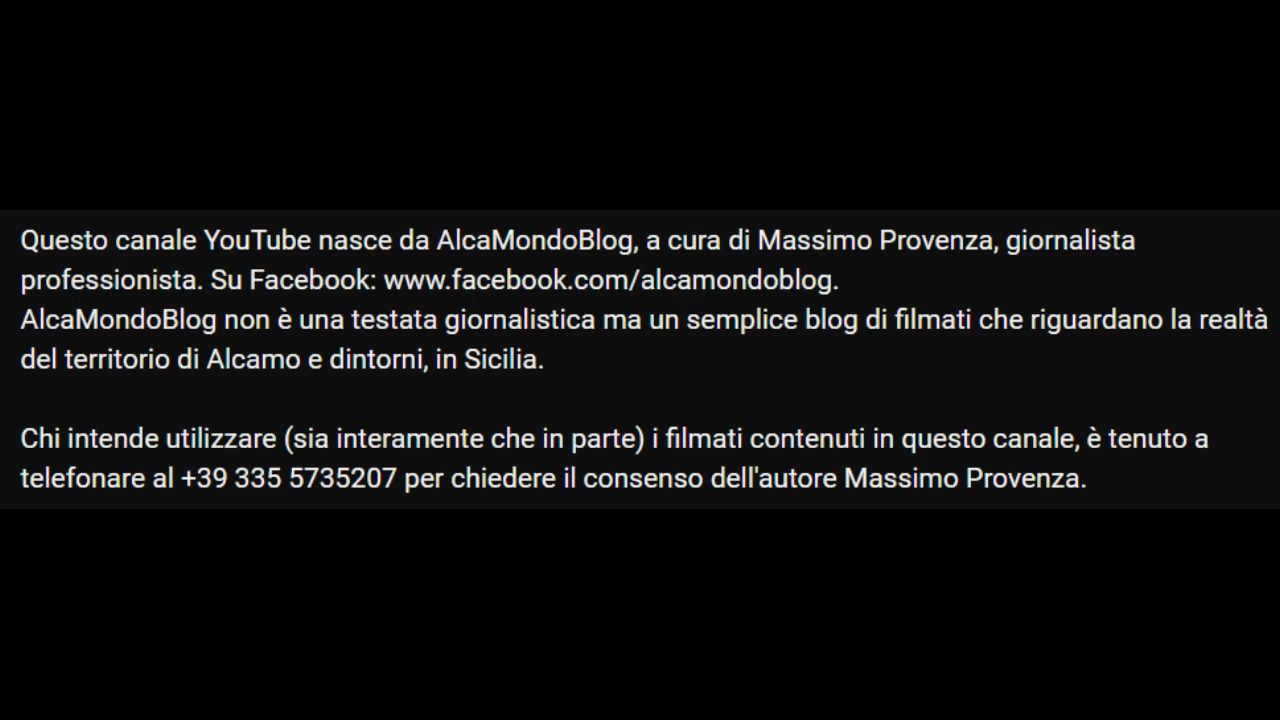 Questo canale YouTube nasce da AlcaMondoBlog, a cura di Massimo Provenza, giornalista
professionista. Su Facebook: www.facebook.com/alcamondoblog.
AlcaMondoBlog non è una testata giornalistica ma un semplice blog di filmati che riguardano la realtà
del territorio di Alcamo e dintorni, in Sicilia.
Chi intende utilizzare (sia interamente che in parte) i filmati contenuti in questo canale, è tenuto a
telefonare al +39 335 5735207 per chiedere il consenso dell'autore Massimo Provenza.